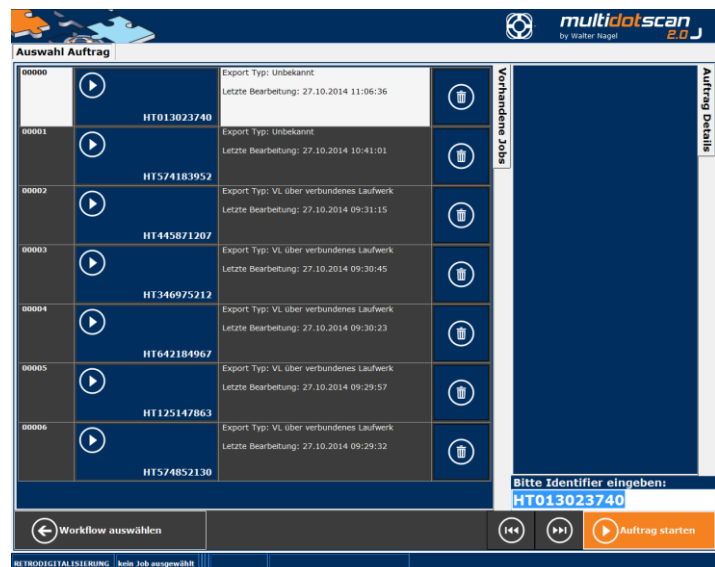 multidotscan
by Walter Nagel 2.0
Auswahl Auftrag
00000
Export Typ: Unbekannt
Letzte Bearbeitung: 27.10.2014 11:06:36
HT013023740
00001
Export Typ: Unbekannt
Letzte Bearbeitung: 27.10.2014 10:41:01
HT574183952
00002
Export Typ: VL über verbundenes Laufwerk
Letzte Bearbeitung: 27.10.2014 09:31:15
HT445871207
00003
Export Typ: VL über verbundenes Laufwerk
Letzte Bearbeitung: 27.10.2014 09:30:45
HT346975212
00004
Export Typ: VL über verbundenes Laufwerk
Letzte Bearbeitung: 27.10.2014 09:30:23
HT642184967
00005
Export Typ: VL über verbundenes Laufwerk
Letzte Bearbeitung: 27.10.2014 09:29:57
HT125147863
00006
Export Typ: VL über verbundenes Laufwerk
Letzte Bearbeitung: 27.10.2014 09:29:32
HT574852130
Vorhandene Jobs
Auftrag Details
Bitte Identifier eingeben:
HT013023740
Workflow auswählen
Auftrag starten
RETRODIGITALISIERUNG kein Job ausgewählt